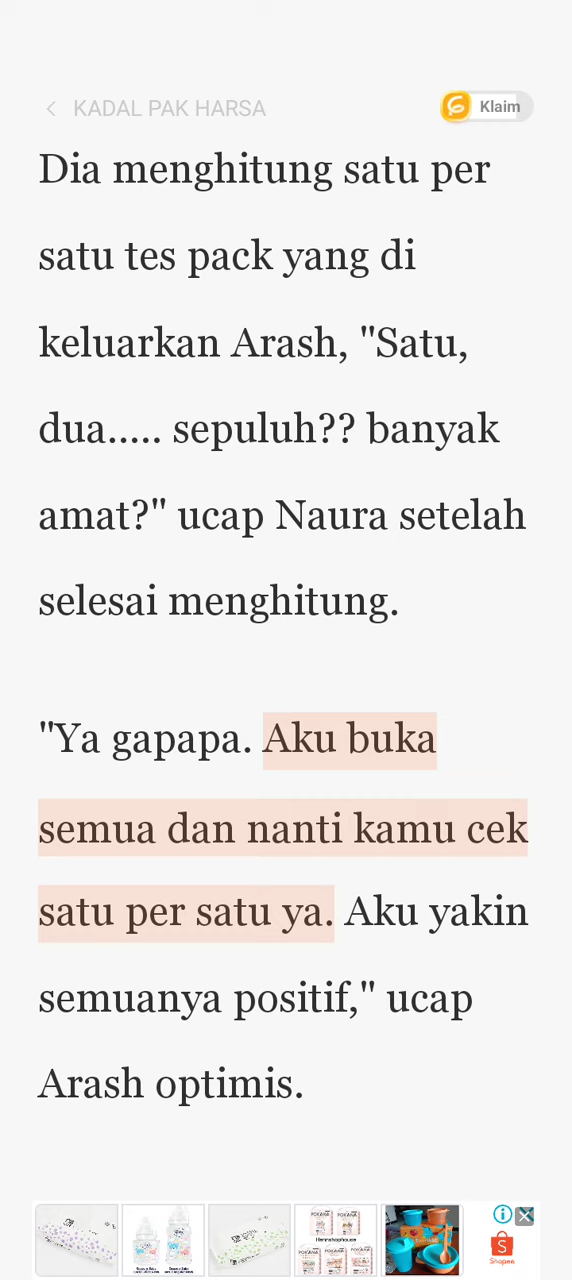 KADAL PAK HARSA
Klaim
Dia menghitung satu per
satu tes pack yang di
keluarkan Arash, "Satu,
dua..... sepuluh?? banyak
amat?" ucap Naura setelah
selesai menghitung.
"Ya gapapa. Aku buka
semua dan nanti kamu cek
satu per satu ya. Aku yakin
semuanya positif," ucap
Arash optimis.
Shopee